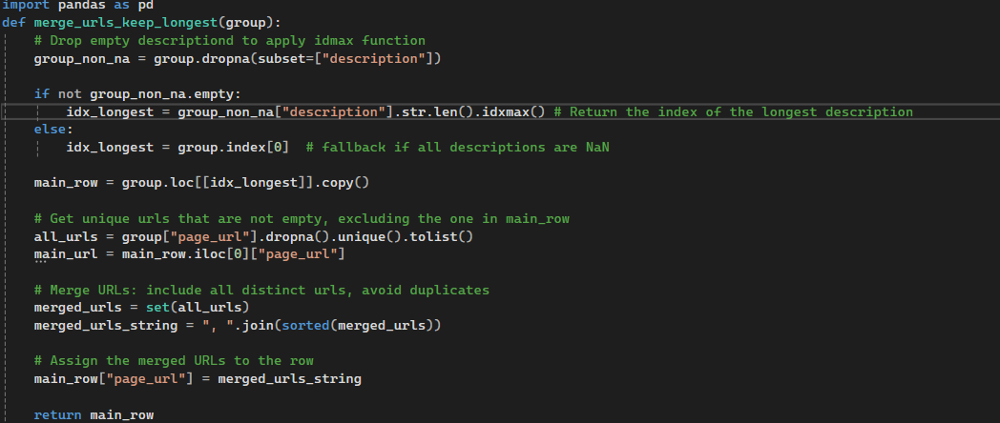 import pandas as pd
def merge_urls_keep_longest(group):
    # Drop empty descriptiond to apply idmax function
    group_non_na = group.dropna(subset=["description"])
    if not group_non_na.empty:
        idx_longest = group_non_na["description"].str.len().idxmax() # Return the index of the longest description
    else:
        idx_longest = group.index[0]  # fallback if all descriptions are NaN
    main_row = group.loc[[idx_longest]].copy()
    # Get unique urls that are not empty, excluding the one in main_row
    all_urls = group["page_url"].dropna().unique().tolist()
    main_url = main_row.iloc[0]["page_url"]
    # Merge URLs: include all distinct urls, avoid duplicates
    merged_urls = set(all_urls)
    merged_urls_string = ", ".join(sorted(merged_urls))
    # Assign the merged URLs to the row
    main_row["page_url"] = merged_urls_string
    return main_row